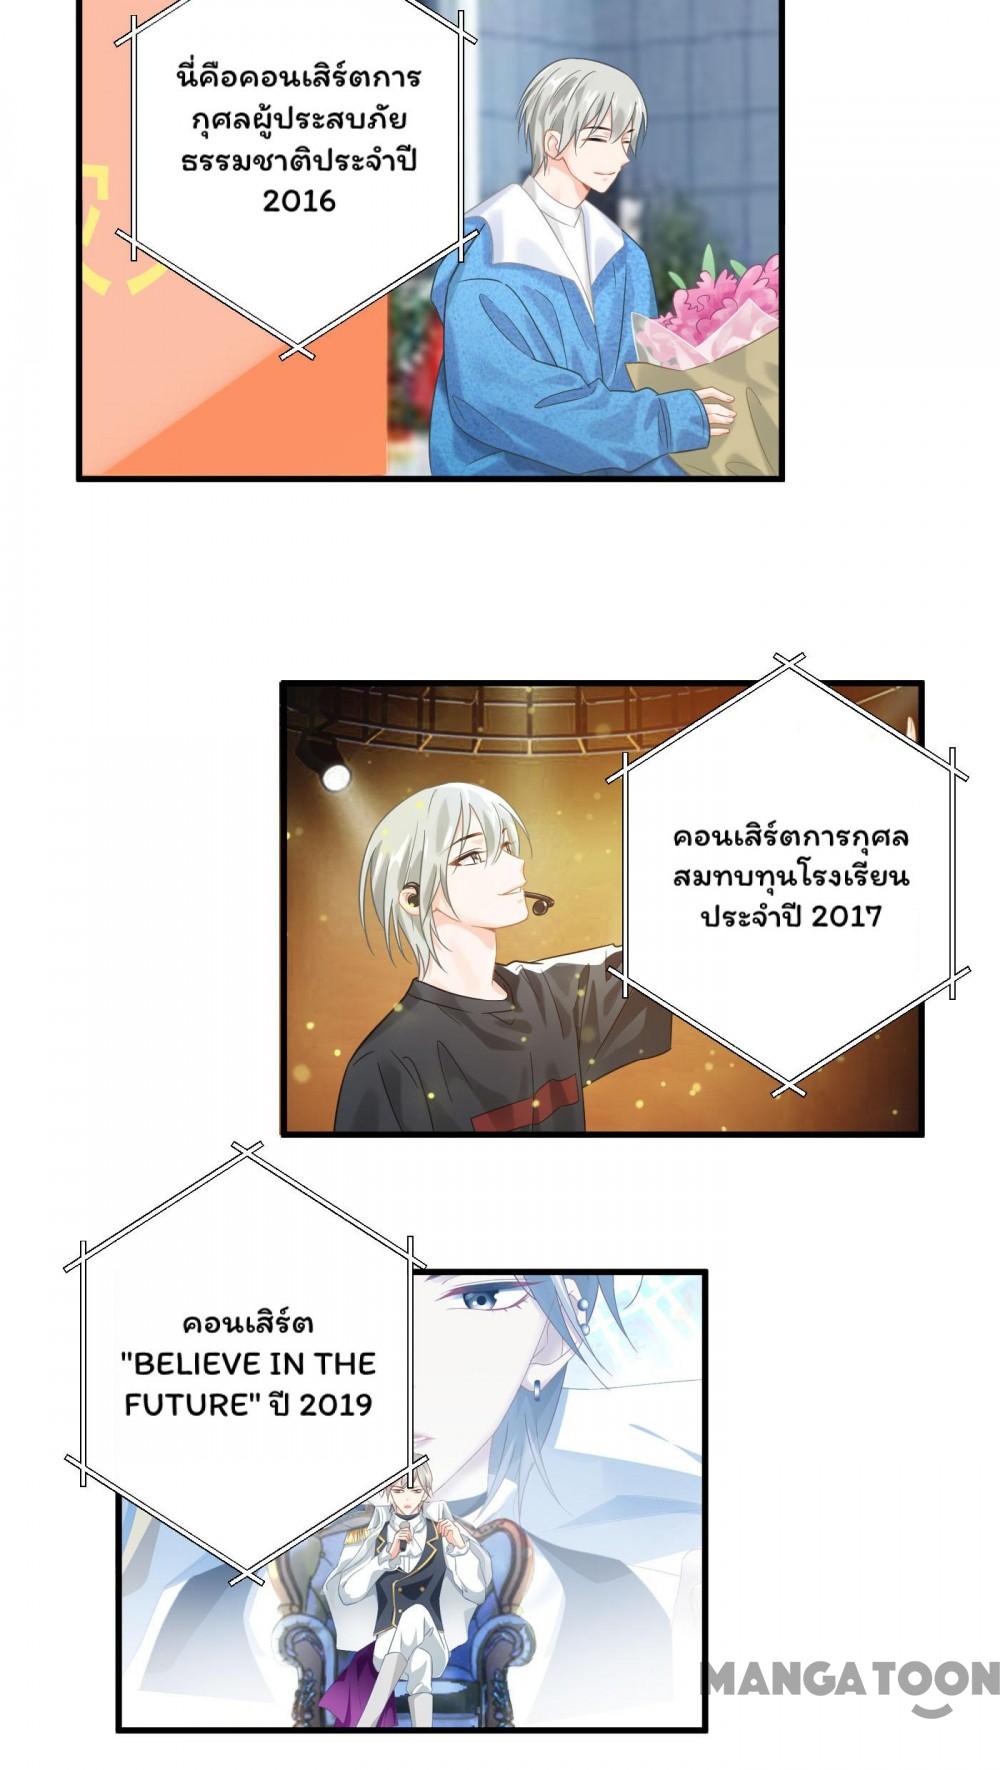 นี่คือคอนเสิร์ตการ
กุศลผู้ประสบภัย
ธรรมชาติประจำปี
2016
คอนเสิร์ตการกุศล
สมทบทุนโรงเรียน
ประจำปี 2017
คอนเสิร์ต
"BELIEVE IN THE
FUTURE" ปี 2019
MANGATOON